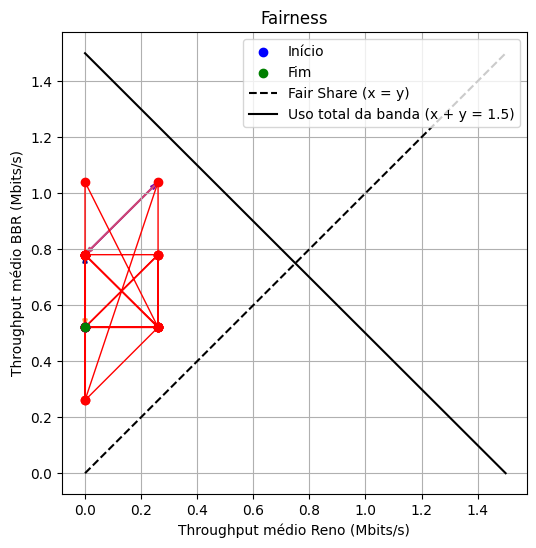 Fairness
Início
Fim
Fair Share (x = y)
Uso total da banda (x + y = 1.5)
Throughput médio BBR (Mbits/s)
1.4
1.2
1.0
0.8
0.6
0.4
0.2
0.0
0.0 0.2 0.4 0.6 0.8 1.0 1.2 1.4
Throughput médio Reno (Mbits/s)